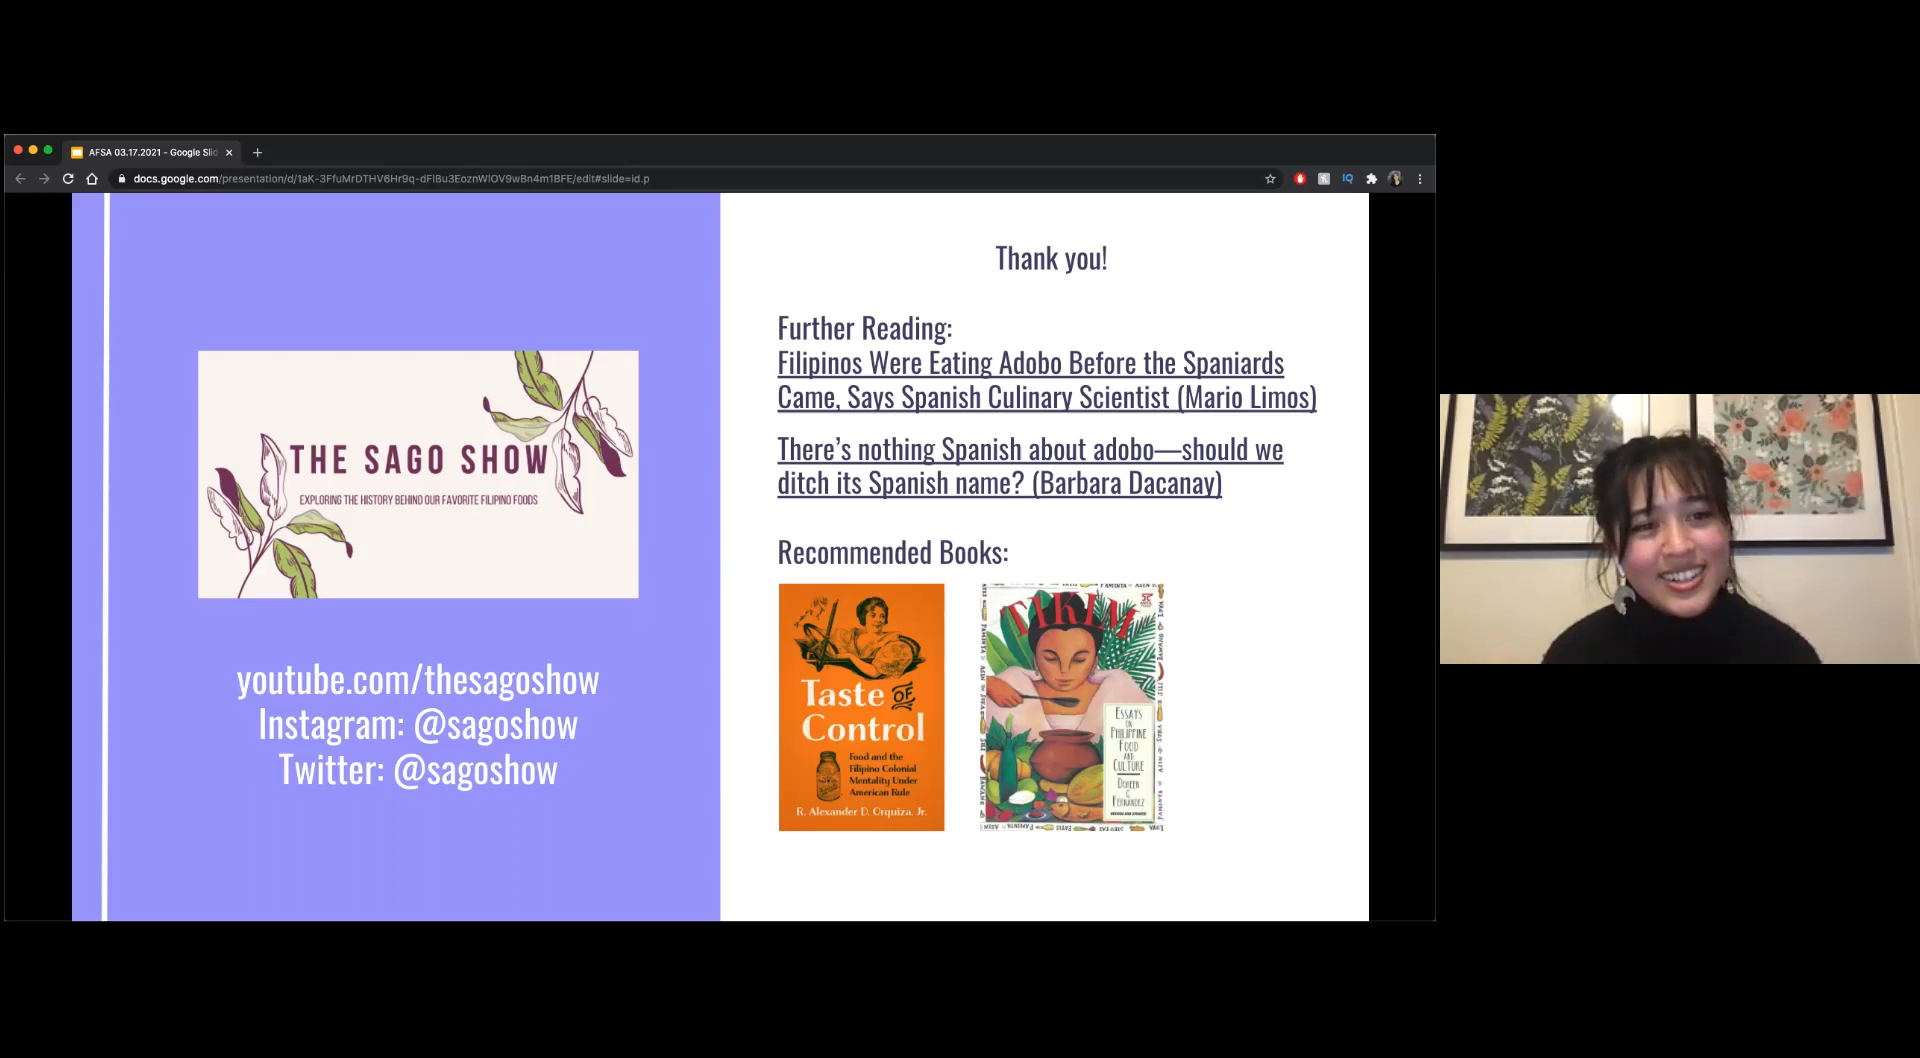 AFSA 03.17.2021 - Google Slid
docs.google.com/presentation/d/1aK-3FfuMrDTHV6Hr9q-dFIBu3EoznWIOV9wBn4m1BFE/edit#slide=id.p
IQ
THE SAGO SHOW
EXPLORING THE HISTORY BEHIND OUR FAVORITE FILIPINO FOODS
youtube.com/thesagoshow
Instagram: @sagoshow
Twitter: @sagoshow
Thank you!
Further Reading:
Filipinos Were Eating Adobo Before the Spaniards
Came, Says Spanish Culinary Scientist (Mario Limos)
There’s nothing Spanish about adobo—should we
ditch its Spanish name? (Barbara Dacanay)
Recommended Books:
Taste OF
Control
Food and the
Filipino Colonial
Mentality Under
American Rule
R. Alexander D. Orquiza, Jr.
TIKIM
ESSAYS
ON
PHILIPPINE
FOOD
AND
CULTURE
DOREEN
G.
FERNANDEZ
REVISED AND UPDATED